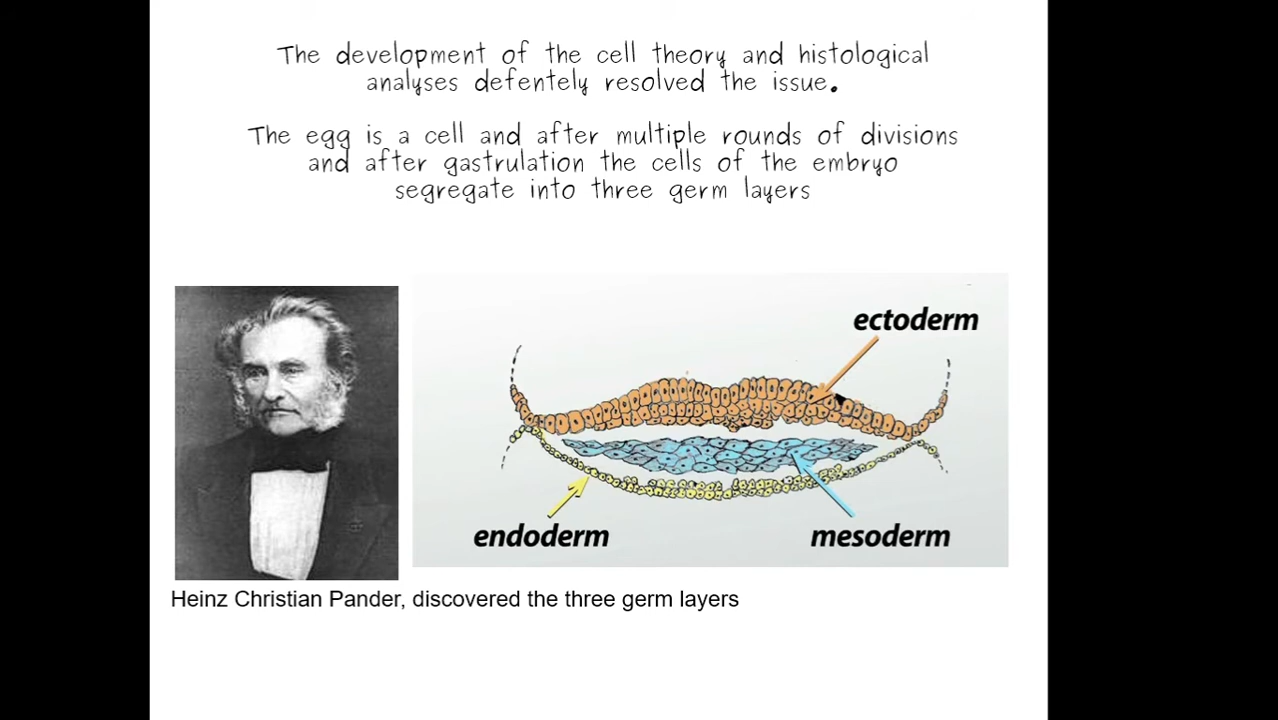 The development of the cell theory and histological
analyses defentely resolved the issue.
The egg is a cell and after multiple rounds of divisions
and after gastrulation the cells of the embryo
segregate into three germ layers
ectoderm
endoderm
mesoderm
Heinz Christian Pander, discovered the three germ layers